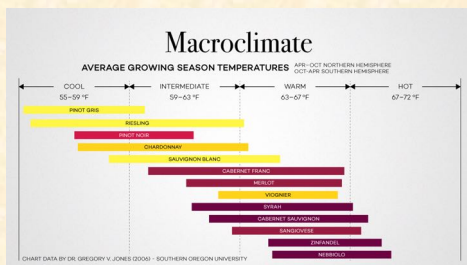 Macroclimate
AVERAGE GROWING SEASON TEMPERATURES APR-OCT NORTHERN HEMISPHERE
OCT-APR SOUTHERN HEMISPHERE
COOL INTERMEDIATE WARM HOT
55–59 °F 59–63 °F 63–67 °F 67–72 °F
PINOT GRIS
RIESLING
PINOT NOIR
CHARDONNAY
SAUVIGNON BLANC
CABERNET FRANC
MERLOT
VIOGNIER
SYRAH
CABERNET SAUVIGNON
SANGIOVESE
ZINFANDEL
NEBBIOLO
CHART DATA BY DR. GREGORY V. JONES (2006) - SOUTHERN OREGON UNIVERSITY